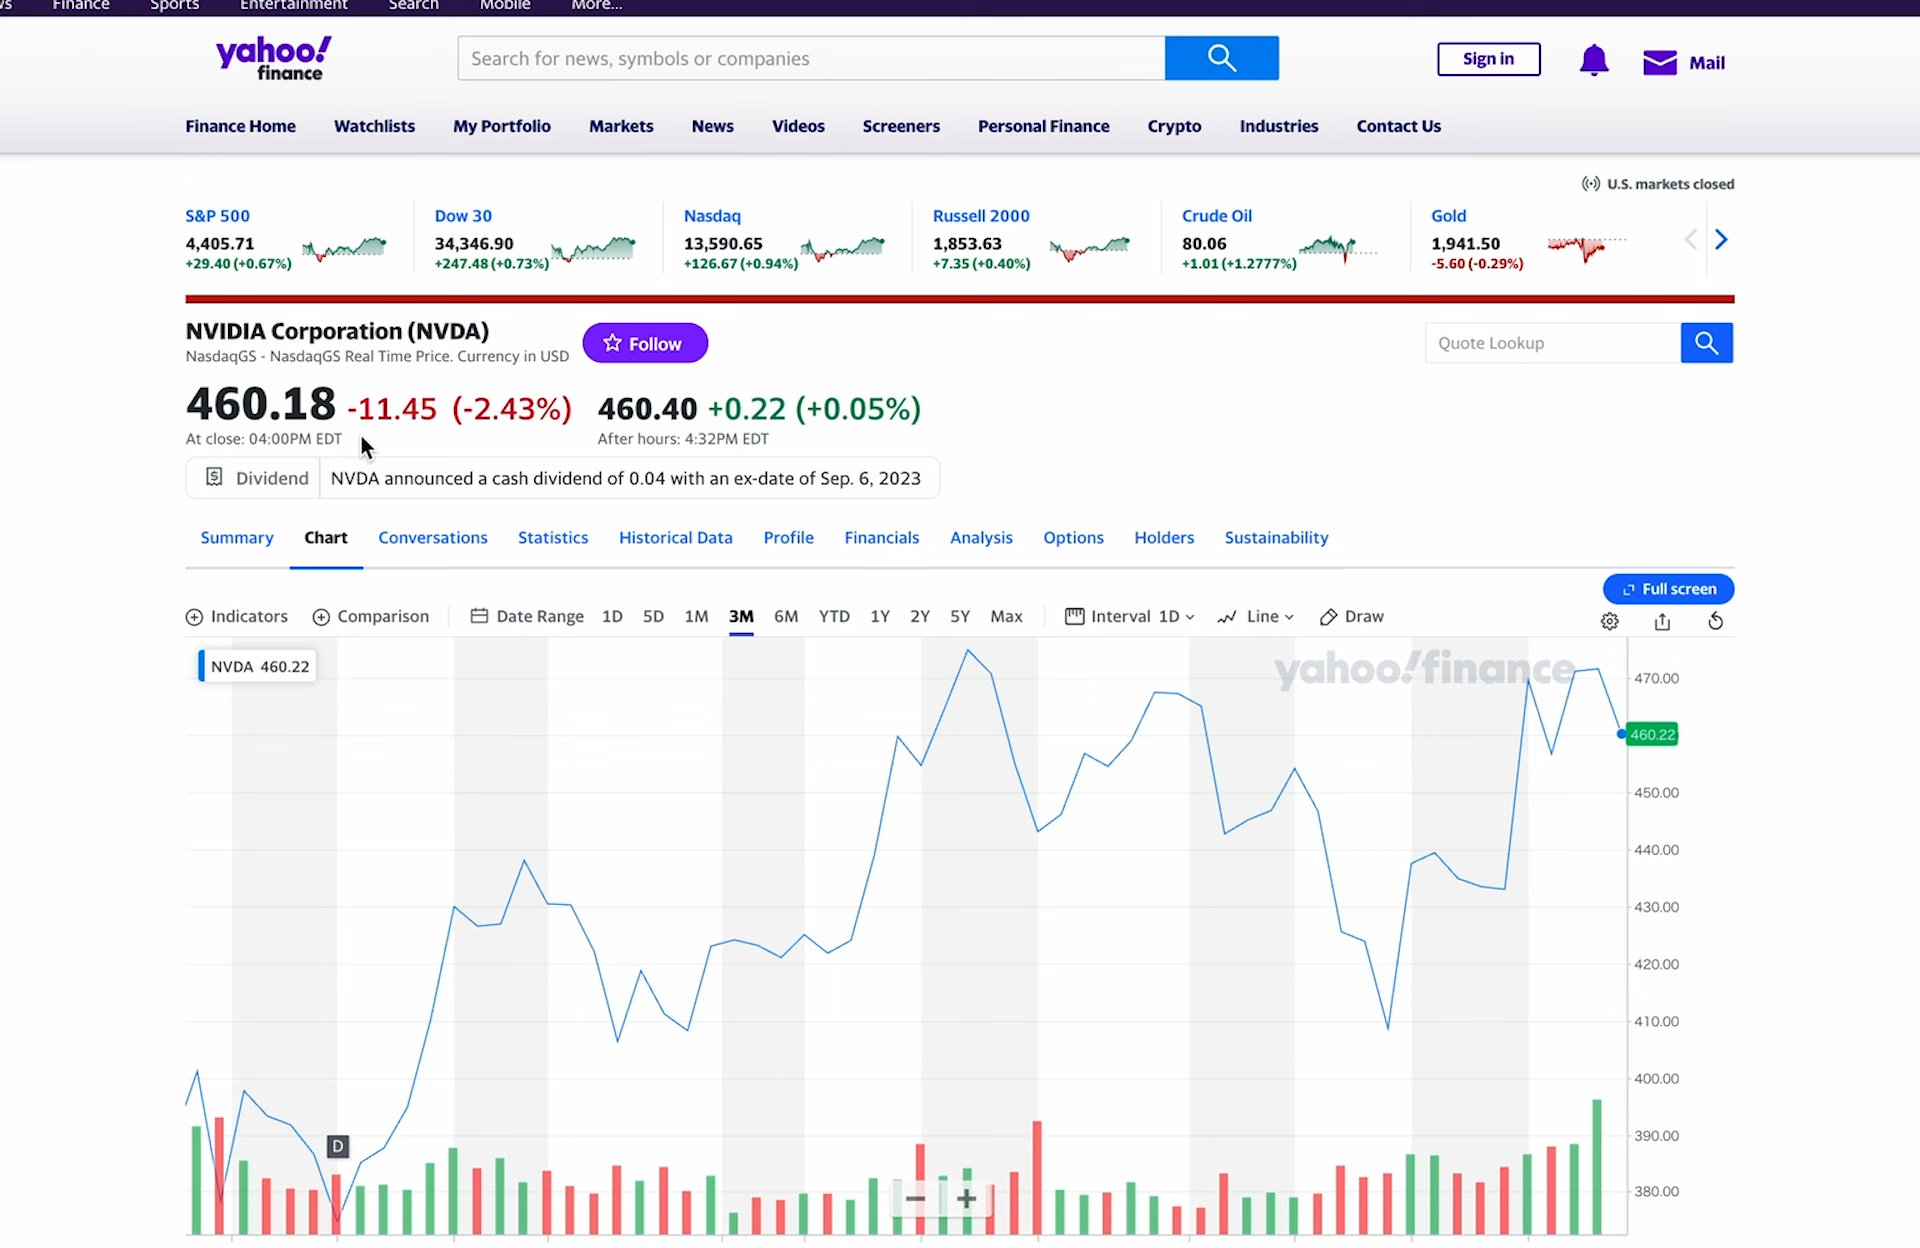 Finance Sports Entertainment Search Mobile More...
yahoo!
finance
Search for news, symbols or companies
Sign in
Mail
Finance Home Watchlists My Portfolio Markets News Videos Screeners Personal Finance Crypto Industries Contact Us
U.S. markets closed
S&P 500 Dow 30 Nasdaq Russell 2000 Crude Oil Gold
4,405.71 34,346.90 13,590.65 1,853.63 80.06 1,941.50
+29.40 (+0.67%) +247.48 (+0.73%) +126.67 (+0.94%) +7.35 (+0.40%) +1.01 (+1.2777%) -5.60 (-0.29%)
NVIDIA Corporation (NVDA)
NasdaqGS - NasdaqGS Real Time Price. Currency in USD
Follow
Quote Lookup
460.18 -11.45 (-2.43%) 460.40 +0.22 (+0.05%)
At close: 04:00PM EDT After hours: 4:32PM EDT
Dividend NVDA announced a cash dividend of 0.04 with an ex-date of Sep. 6, 2023
Summary Chart Conversations Statistics Historical Data Profile Financials Analysis Options Holders Sustainability
Full screen
Indicators Comparison Date Range 1D 5D 1M 3M 6M YTD 1Y 2Y 5Y Max Interval 1D Line Draw
NVDA 460.22
yahoo!finance
470.00
460.22
450.00
440.00
430.00
420.00
410.00
400.00
D
390.00
380.00